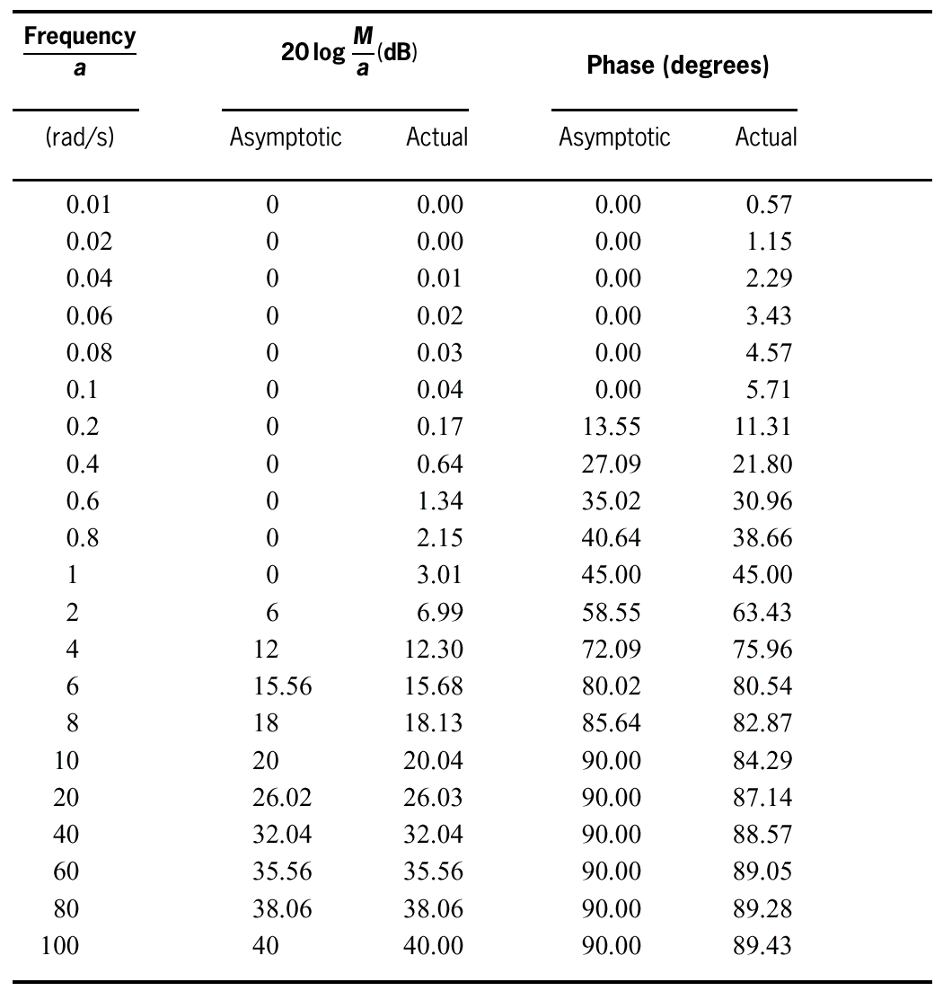 Frequency/a 20 log M/a (dB) Phase (degrees)
(rad/s) Asymptotic Actual Asymptotic Actual
0.01 0 0.00 0.00 0.57
0.02 0 0.00 0.00 1.15
0.04 0 0.01 0.00 2.29
0.06 0 0.02 0.00 3.43
0.08 0 0.03 0.00 4.57
0.1 0 0.04 0.00 5.71
0.2 0 0.17 13.55 11.31
0.4 0 0.64 27.09 21.80
0.6 0 1.34 35.02 30.96
0.8 0 2.15 40.64 38.66
1 0 3.01 45.00 45.00
2 6 6.99 58.55 63.43
4 12 12.30 72.09 75.96
6 15.56 15.68 80.02 80.54
8 18 18.13 85.64 82.87
10 20 20.04 90.00 84.29
20 26.02 26.03 90.00 87.14
40 32.04 32.04 90.00 88.57
60 35.56 35.56 90.00 89.05
80 38.06 38.06 90.00 89.28
100 40 40.00 90.00 89.43